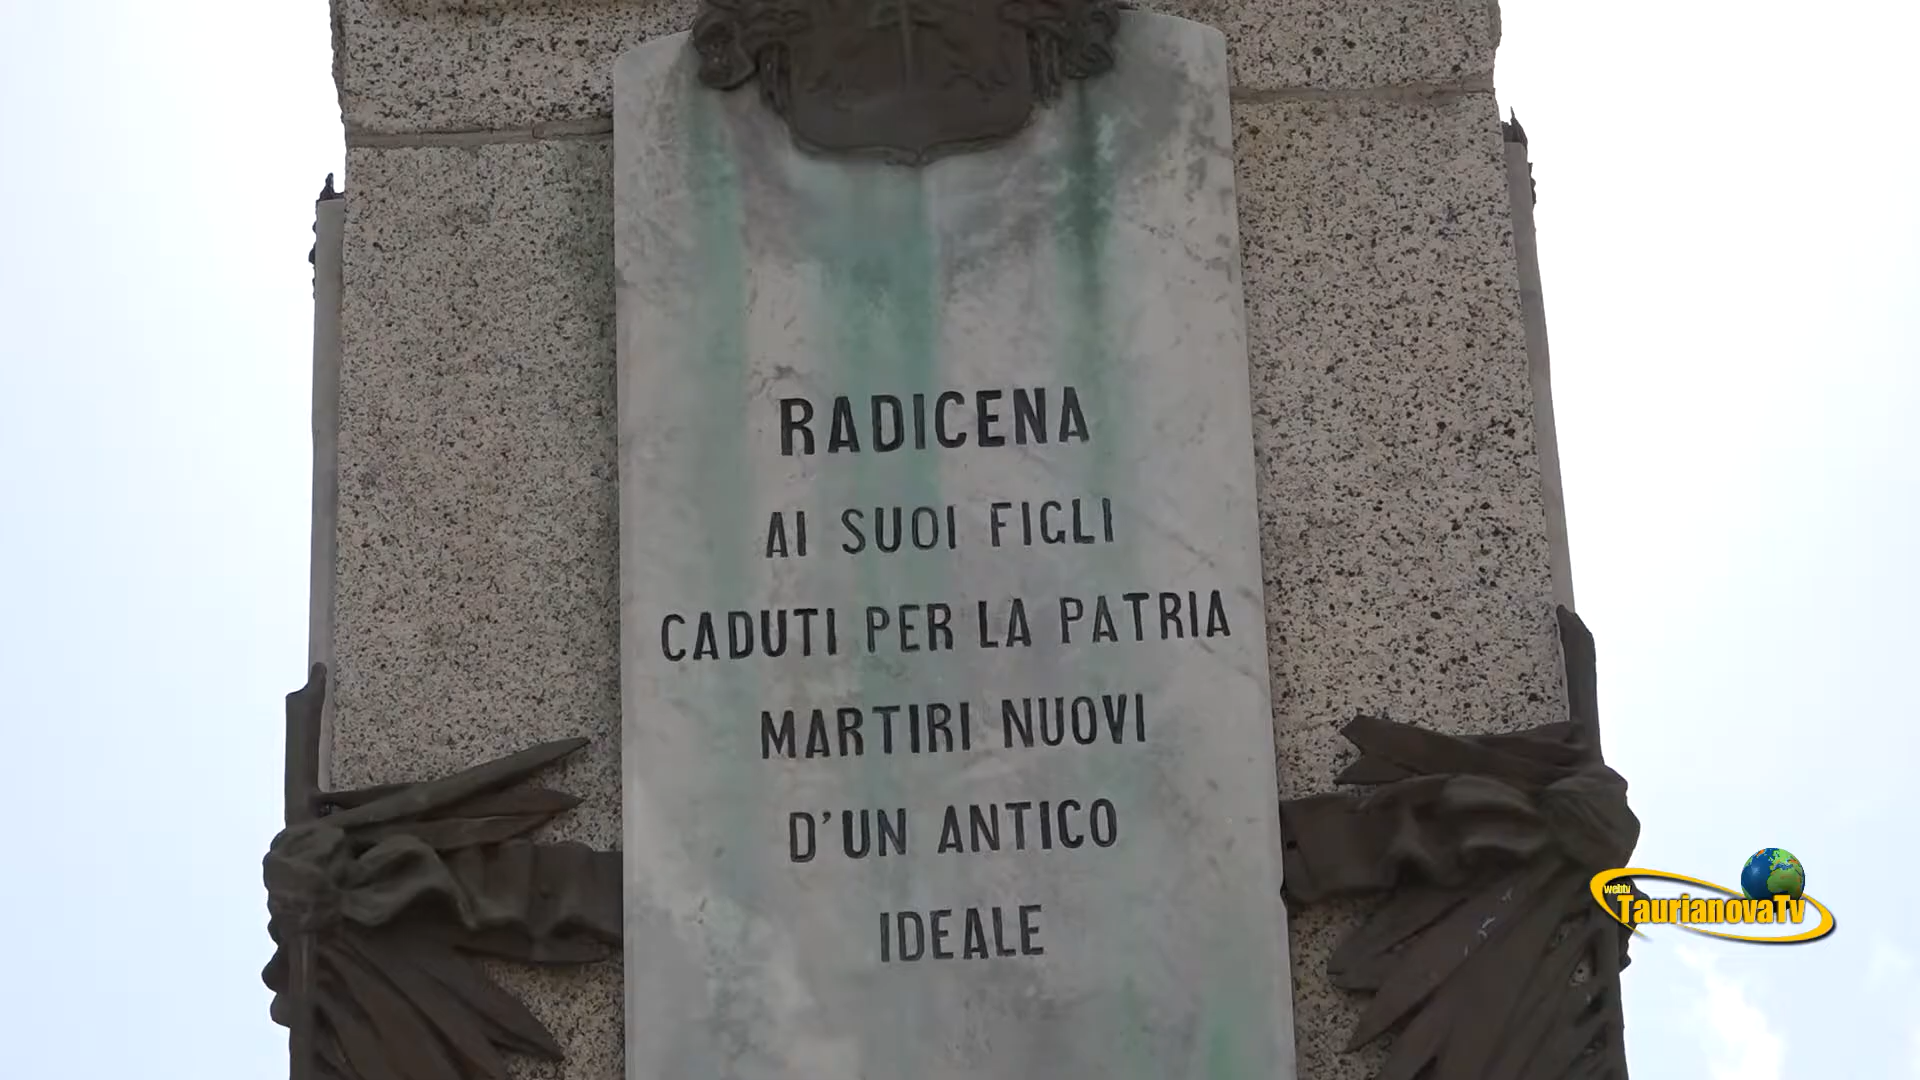 RADICENA
AI SUOI FIGLI
CADUTI PER LA PATRIA
MARTIRI NUOVI
D'UN ANTICO
IDEALE
webtv
TaurianovaTv